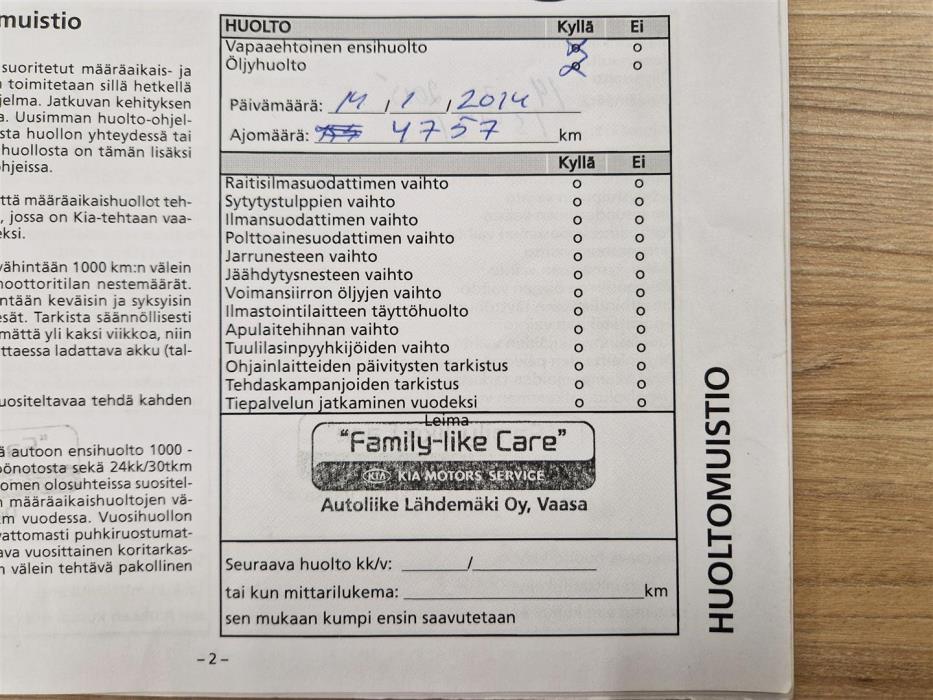 muistio
suoritetut määräaikais- ja
toimitetaan sillä hetkellä
jelma. Jatkuvan kehityksen
a. Uusimman huolto-ohjel-
sta huollon yhteydessä tai
huollosta on tämän lisäksi
hjeissa.
ttä määräaikaishuollot teh-
, jossa on Kia-tehtaan vaa-
eksi.
vähintään 1000 km:n välein
moottoritilan nestemäärät.
ntään keväisin ja syksyisin
esät. Tarkista säännöllisesti
mättä yli kaksi viikkoa, niin
ttaessa ladattava akku (tal-
uositeltavaa tehdä kahden
ä autoon ensihuolto 1000 -
önotosta sekä 24kk/30tkm
omen olosuhteissa suositel-
n määräaikaishuoltojen vä-
m vuodessa. Vuosihuollon
vattomasti puhkiruostumat-
ava vuosittainen koritarkas-
n välein tehtävä pakollinen
HUOLTO Kyllä Ei
Vapaaehtoinen ensihuolto o
Öljyhuolto o
Päivämäärä: / 1 / 2014
Ajomäärä: 4757 km
Kyllä Ei
Raitisilmasuodattimen vaihto o o
Sytytystulppien vaihto o o
Ilmansuodattimen vaihto o o
Polttoainesuodattimen vaihto o o
Jarrunesteen vaihto o o
Jäähdytysnesteen vaihto o o
Voimansiirron öljyjen vaihto o o
Ilmastointilaitteen täyttöhuolto o o
Apulaitehihnan vaihto o o
Tuulilasinpyyhkijöiden vaihto o o
Ohjainlaitteiden päivitysten tarkistus o o
Tehdaskampanjoiden tarkistus o o
Tiepalvelun jatkaminen vuodeksi o o
Leima
"Family-like Care"
KIA KIA MOTORS SERVICE
Autoliike Lähdemäki Oy, Vaasa
Seuraava huolto kk/v: ______/____________
tai kun mittarilukema: ____________________km
sen mukaan kumpi ensin saavutetaan
HUOLTOMUISTIO
– 2 –